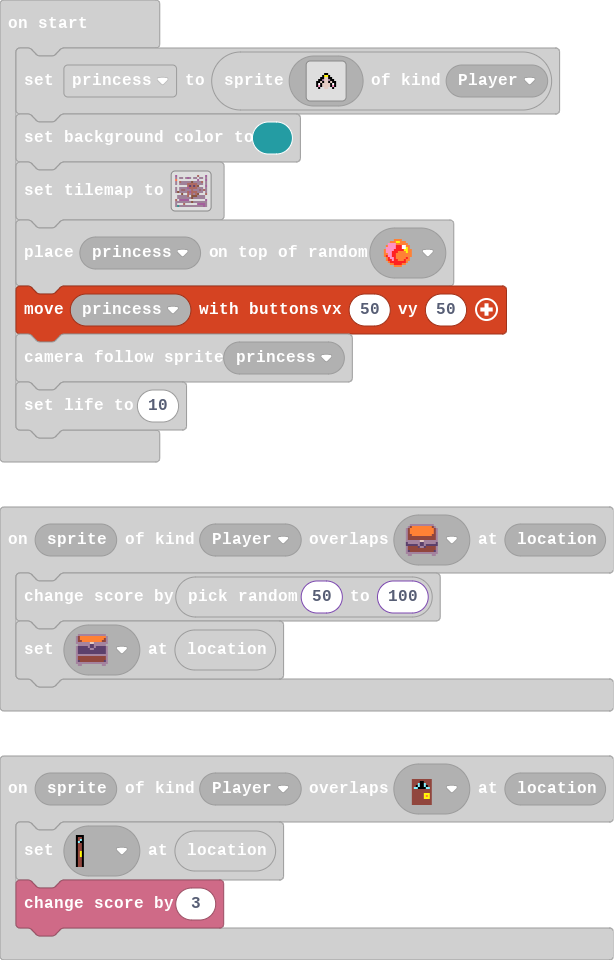 on start
set princess to sprite of kind Player
set background color to
set tilemap to
place princess on top of random
move princess with buttons vx 50 vy 50
camera follow sprite princess
set life to 10
on sprite of kind Player overlaps at location
change score by pick random 50 to 100
set at location
on sprite of kind Player overlaps at location
set at location
change score by 3